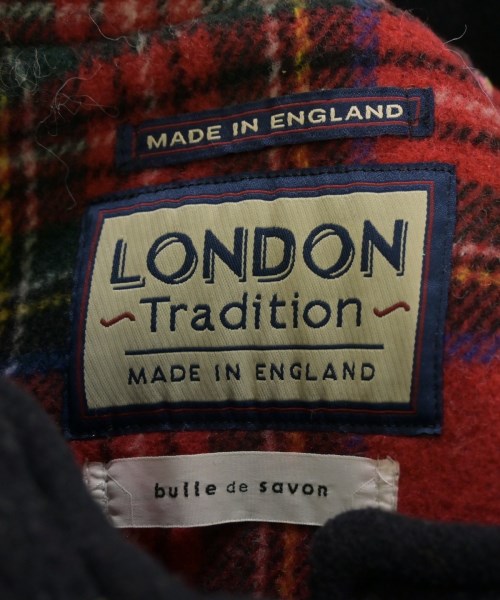 MADE IN ENGLAND
LONDON
~Tradition~
MADE IN ENGLAND
bulle de savon